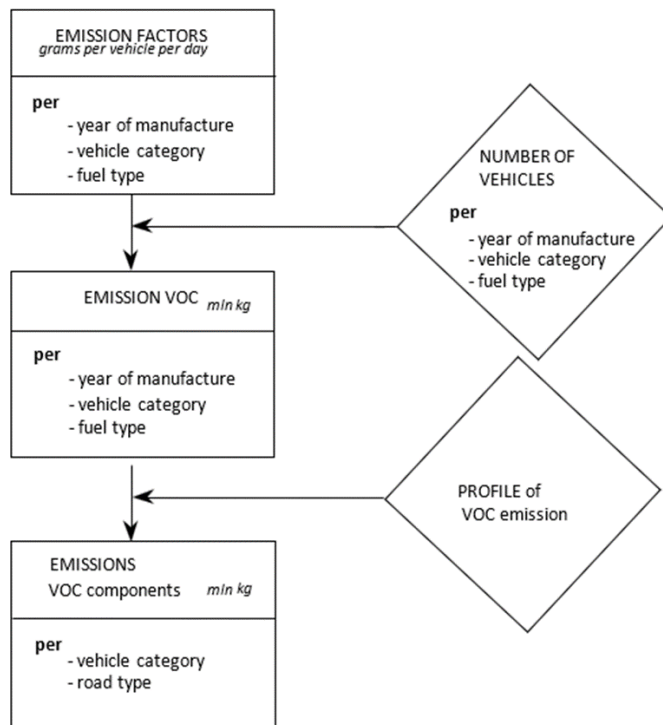 EMISSION FACTORS
grams per vehicle per day
per
- year of manufacture
- vehicle category
- fuel type
NUMBER OF
VEHICLES
per
- year of manufacture
- vehicle category
- fuel type
EMISSION VOC mln kg
per
- year of manufacture
- vehicle category
- fuel type
PROFILE of
VOC emission
EMISSIONS
VOC components mln kg
per
- vehicle category
- road type